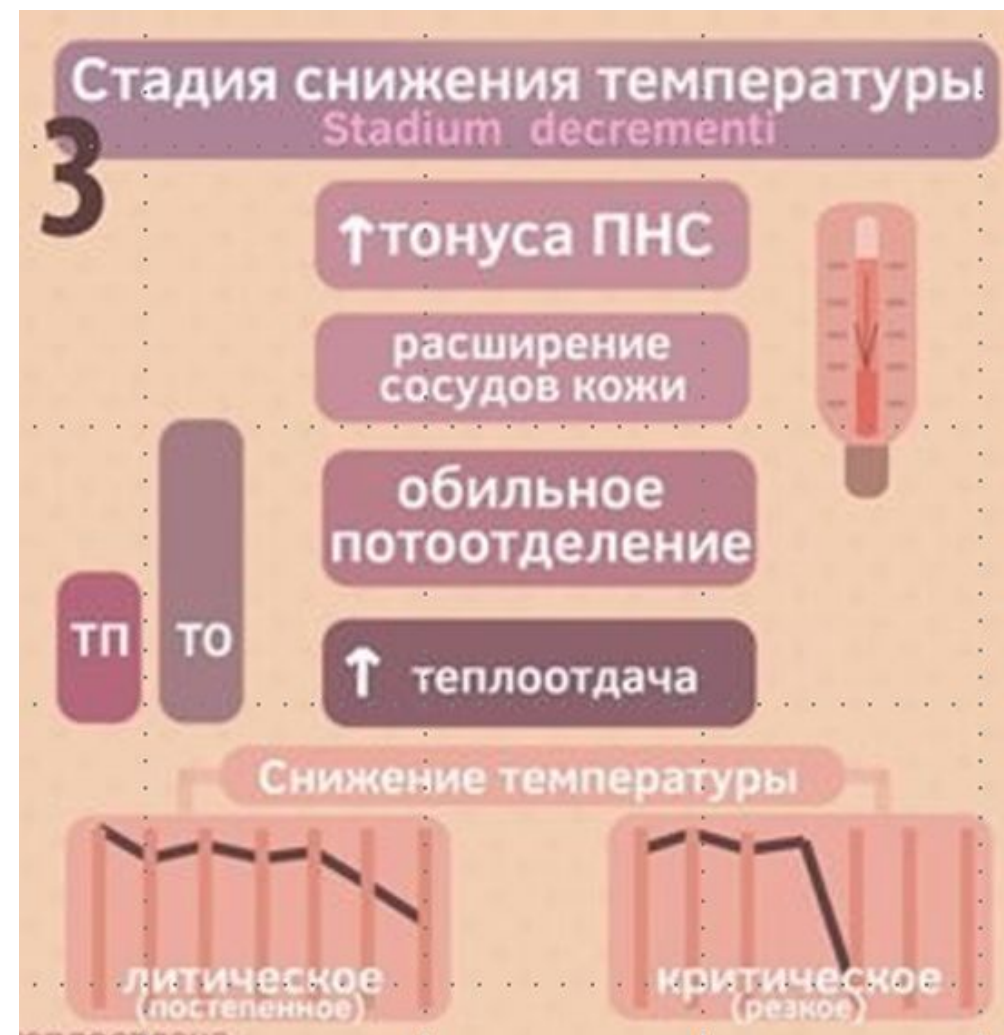 Стадия снижения температуры
Stadium decrementi
3
↑тонуса ПНС
расширение
сосудов кожи
обильное
потоотделение
ТП
ТО
↑ теплоотдача
Снижение температуры
литическое
(постепенное)
критическое
(резкое)